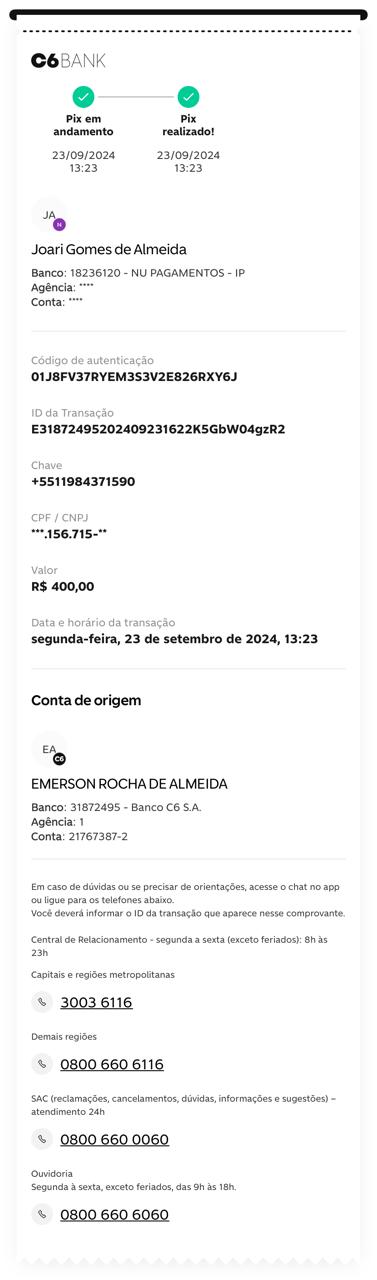 C6BANK
Pix em
andamento
23/09/2024
13:23
Pix
realizado!
23/09/2024
13:23
JA
N
Joari Gomes de Almeida
Banco: 18236120 - NU PAGAMENTOS - IP
Agência: ****
Conta: ****
Código de autenticação
01J8FV37RYEM3S3V2E826RXY6J
ID da Transação
E31872495202409231622K5GbW04gzR2
Chave
+5511984371590
CPF / CNPJ
***.156.715-**
Valor
R$ 400,00
Data e horário da transação
segunda-feira, 23 de setembro de 2024, 13:23
Conta de origem
EA
C6
EMERSON ROCHA DE ALMEIDA
Banco: 31872495 - Banco C6 S.A.
Agência: 1
Conta: 21767387-2
Em caso de dúvidas ou se precisar de orientações, acesse o chat no app
ou ligue para os telefones abaixo.
Você deverá informar o ID da transação que aparece nesse comprovante.
Central de Relacionamento - segunda a sexta (exceto feriados): 8h às
23h
Capitais e regiões metropolitanas
3003 6116
Demais regiões
0800 660 6116
SAC (reclamações, cancelamentos, dúvidas, informações e sugestões) –
atendimento 24h
0800 660 0060
Ouvidoria
Segunda à sexta, exceto feriados, das 9h às 18h.
0800 660 6060